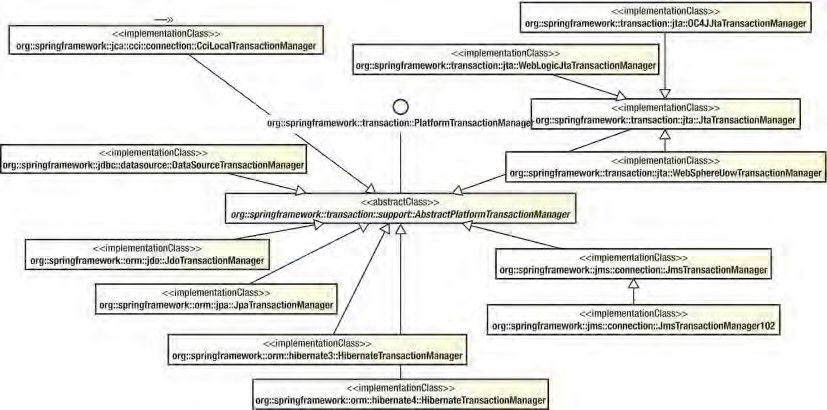 <<implementationClass>>
org::springframework::transaction::jta::OC4JJtaTransactionManager
<<implementationClass>>
org::springframework::jca::cci::connection::CciLocalTransactionManager
<<implementationClass>>
org::springframework::transaction::jta::WebLogicJtaTransactionManager
<<implementationClass>>
org::springframework::transaction::jta::JtaTransactionManager
org::springframework::transaction::PlatformTransactionManager
<<implementationClass>>
org::springframework::jdbc::datasource::DataSourceTransactionManager
<<implementationClass>>
org::springframework::transaction::jta::WebSphereUowTransactionManager
<<abstractClass>>
org::springframework::transaction::support::AbstractPlatformTransactionManager
<<implementationClass>>
org::springframework::orm::jdo::JdoTransactionManager
<<implementationClass>>
org::springframework::jms::connection::JmsTransactionManager
<<implementationClass>>
org::springframework::orm::jpa::JpaTransactionManager
<<implementationClass>>
org::springframework::jms::connection::JmsTransactionManager102
<<implementationClass>>
org::springframework::orm::hibernate3::HibernateTransactionManager
<<implementationClass>>
org::springframework::orm::hibernate4::HibernateTransactionManager